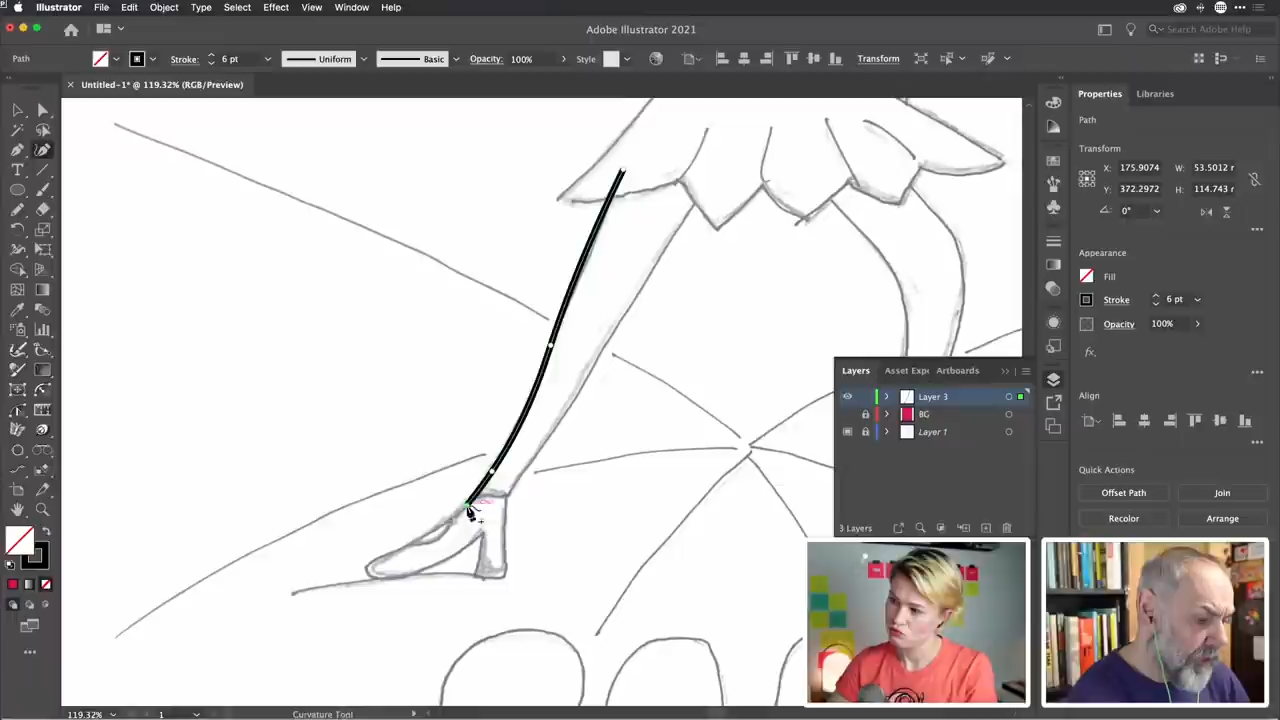 Illustrator File Edit Object Type Select Effect View Window Help
Adobe Illustrator 2021
Search Adobe Help
Path Stroke: 6 pt Uniform Basic Opacity: 100% Style Transform
× Untitled-1* @ 119.32% (RGB/Preview)
Properties Libraries
Path
Transform
X: 175.9074 W: 53.5012 r
Y: 372.2972 H: 114.743 r
0°
Appearance
Fill
Stroke 6 pt
Opacity 100%
fx.
Align
Quick Actions
Offset Path Join
Recolor Arrange
Layers Asset Expo Artboards
Layer 3
BG
Layer 1
3 Layers
119.32% 1 Curvature Tool